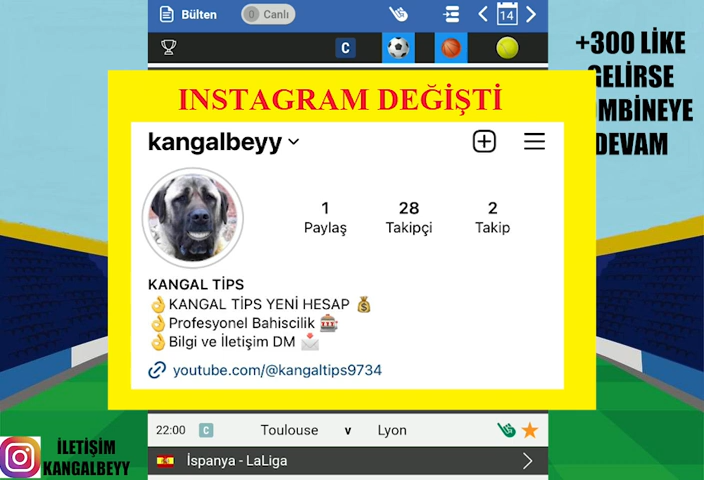 Bülten
0 Canlı
14
C
+300 LİKE
GELİRSE
KOMBİNEYE
DEVAM
INSTAGRAM DEĞİŞTİ
kangalbeyy
1 28 2
Paylaş Takipçi Takip
KANGAL TİPS
👌KANGAL TİPS YENİ HESAP 💰
👌Profesyonel Bahiscilik 🎰
👌Bilgi ve İletişim DM 📩
youtube.com/@kangaltips9734
22:00 C Toulouse v Lyon
İspanya - LaLiga
İLETİŞİM
KANGALBEYY